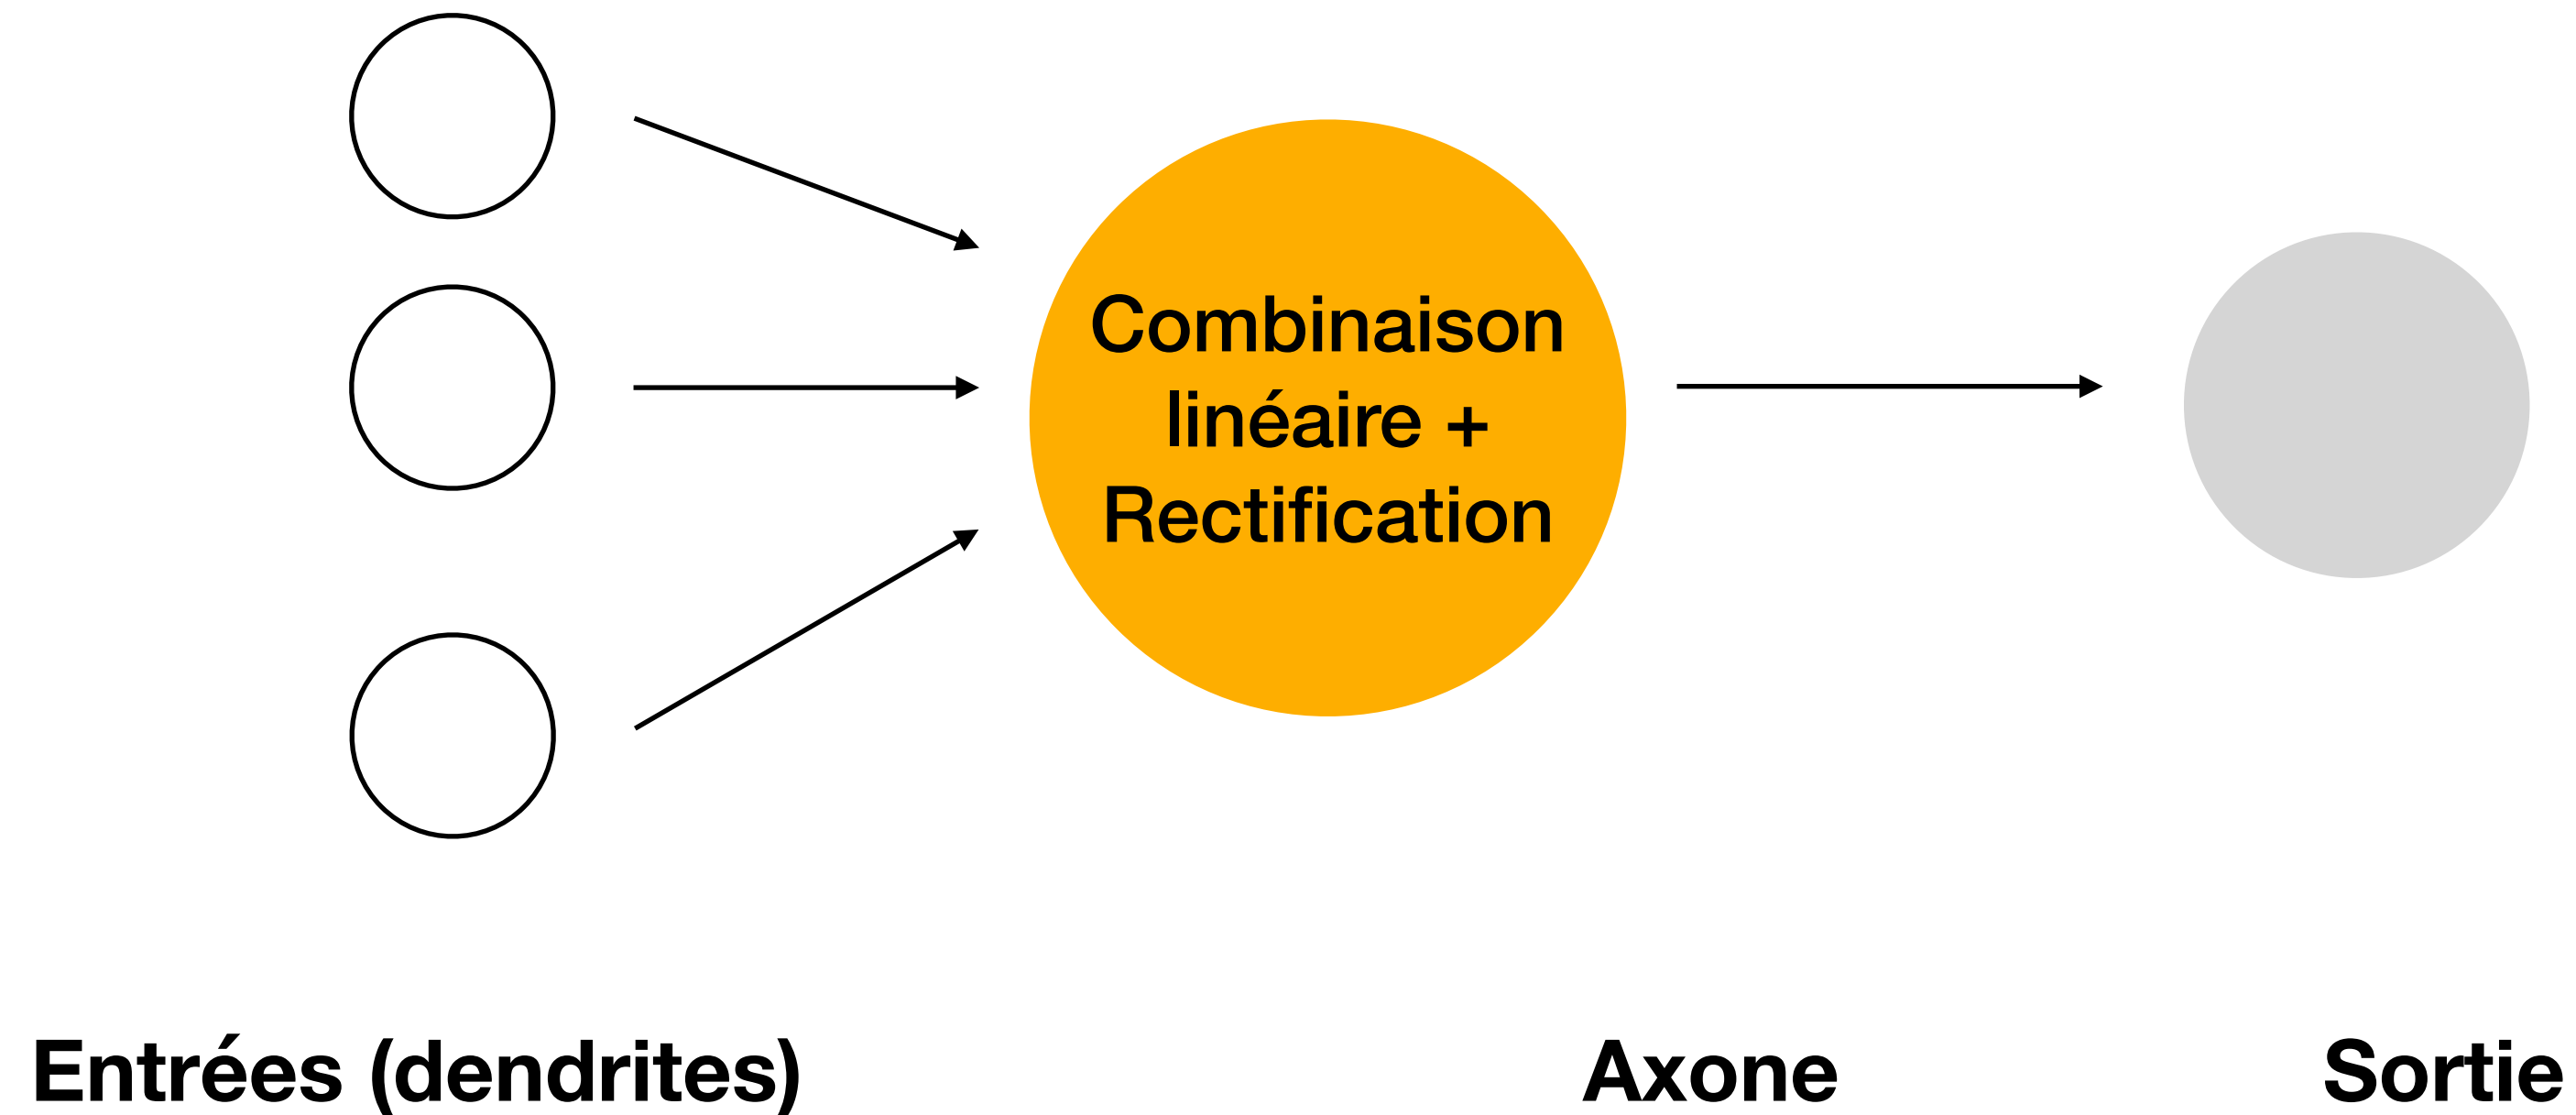 Combinaison
linéaire +
Rectification
Entrées (dendrites)
Axone
Sortie